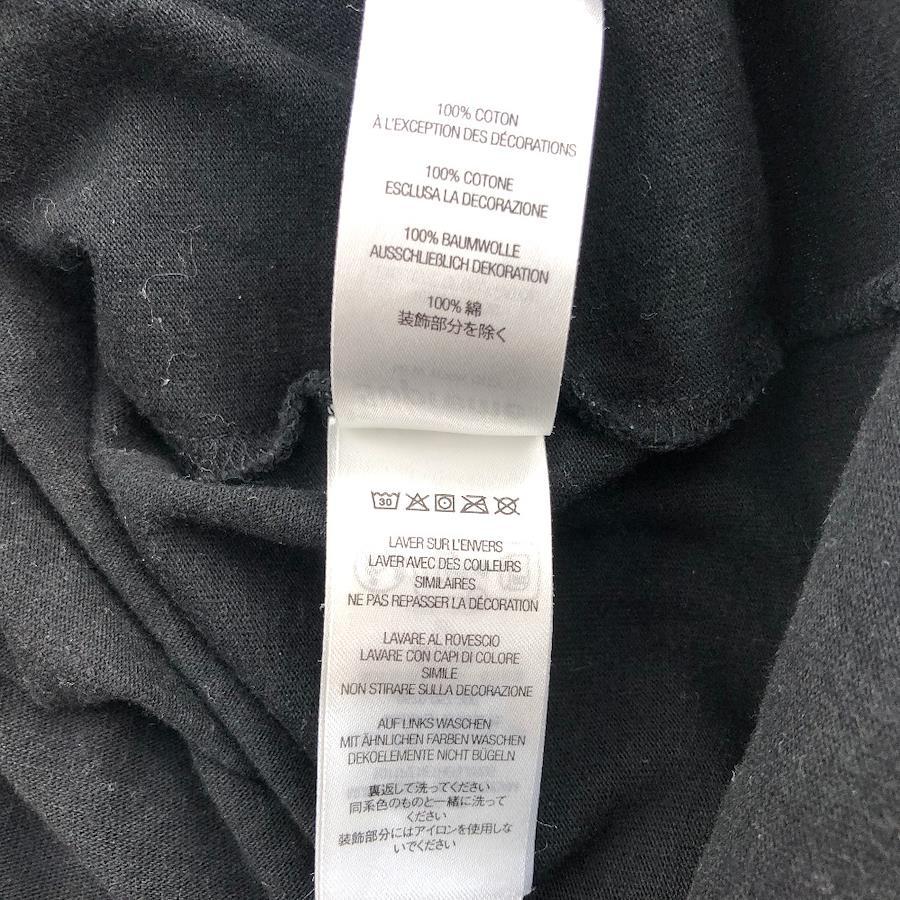 100% COTON
À L'EXCEPTION DES DÉCORATIONS
100% COTONE
ESCLUSA LA DECORAZIONE
100% BAUMWOLLE
AUSSCHLIEßLICH DEKORATION
100% 綿
装飾部分を除く
30
LAVER SUR L'ENVERS
LAVER AVEC DES COULEURS
SIMILAIRES
NE PAS REPASSER LA DÉCORATION
LAVARE AL ROVESCIO
LAVARE CON CAPI DI COLORE
SIMILE
NON STIRARE SULLA DECORAZIONE
AUF LINKS WASCHEN
MIT ÄHNLICHEN FARBEN WASCHEN
DEKOELEMENTE NICHT BÜGELN
裏返して洗ってください
同系色のものと一緒に洗って
ください
装飾部分にはアイロンを使用しな
いでください